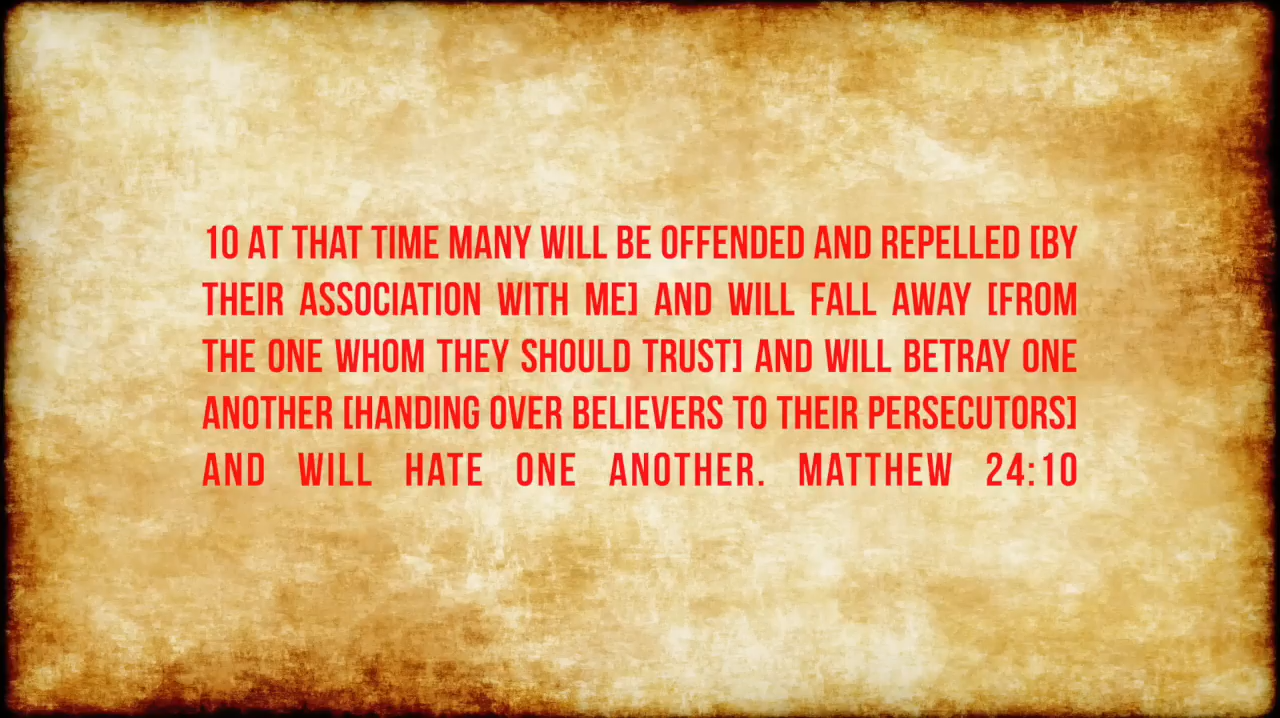 10 AT THAT TIME MANY WILL BE OFFENDED AND REPELLED [BY
THEIR ASSOCIATION WITH ME] AND WILL FALL AWAY [FROM
THE ONE WHOM THEY SHOULD TRUST] AND WILL BETRAY ONE
ANOTHER [HANDING OVER BELIEVERS TO THEIR PERSECUTORS]
AND WILL HATE ONE ANOTHER. MATTHEW 24:10